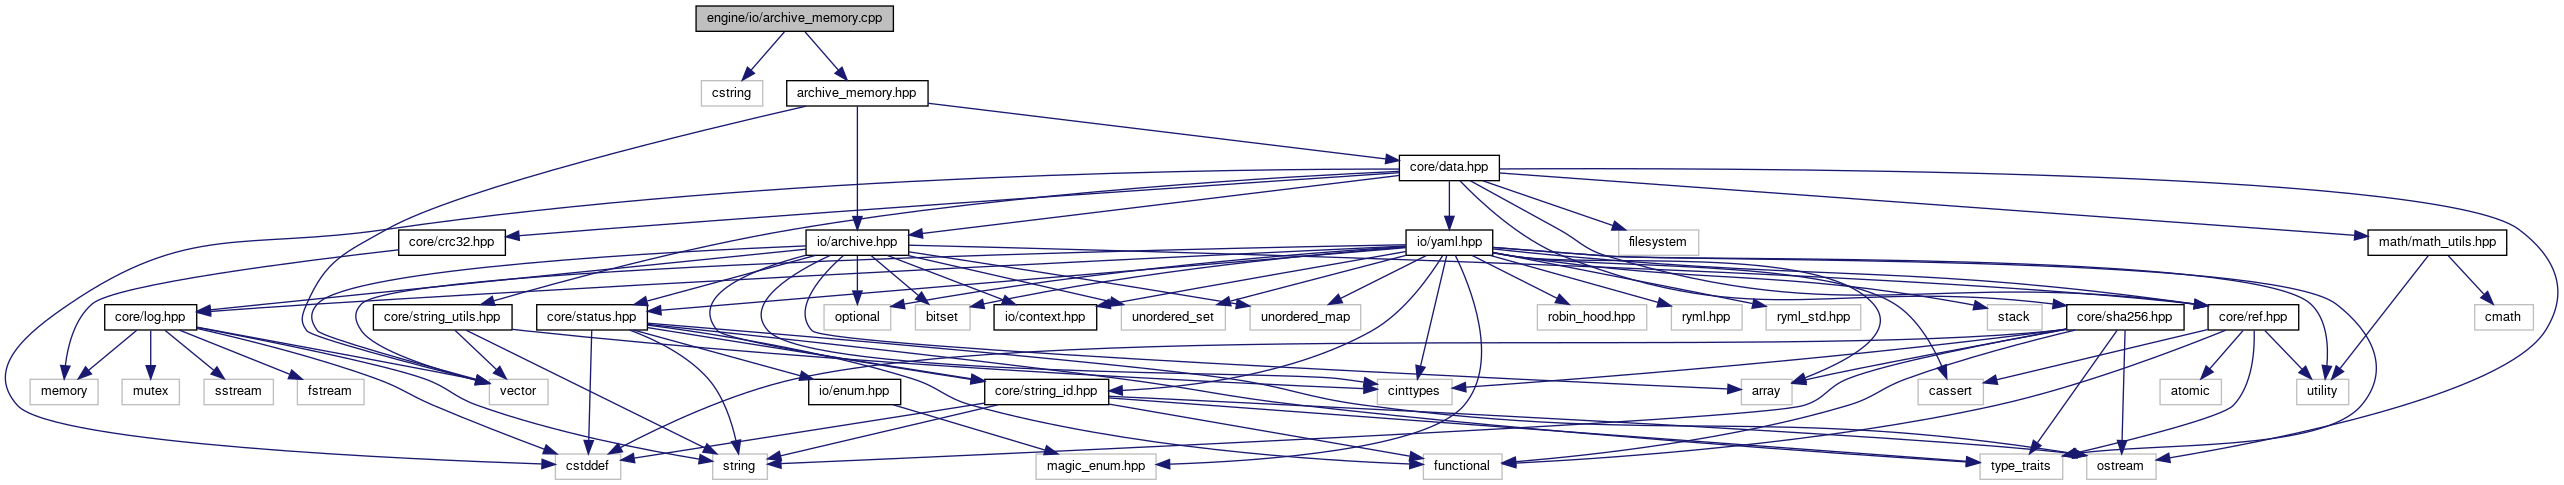 engine/io/archive_memory.cpp
cstring
archive_memory.hpp
core/data.hpp
core/crc32.hpp
io/archive.hpp
io/yaml.hpp
filesystem
math/math_utils.hpp
core/log.hpp
core/string_utils.hpp
core/status.hpp
optional
bitset
io/context.hpp
unordered_set
unordered_map
robin_hood.hpp
ryml.hpp
ryml_std.hpp
stack
core/sha256.hpp
core/ref.hpp
cmath
memory
mutex
sstream
fstream
vector
io/enum.hpp
core/string_id.hpp
cinttypes
array
cassert
atomic
utility
cstddef
string
magic_enum.hpp
functional
type_traits
ostream